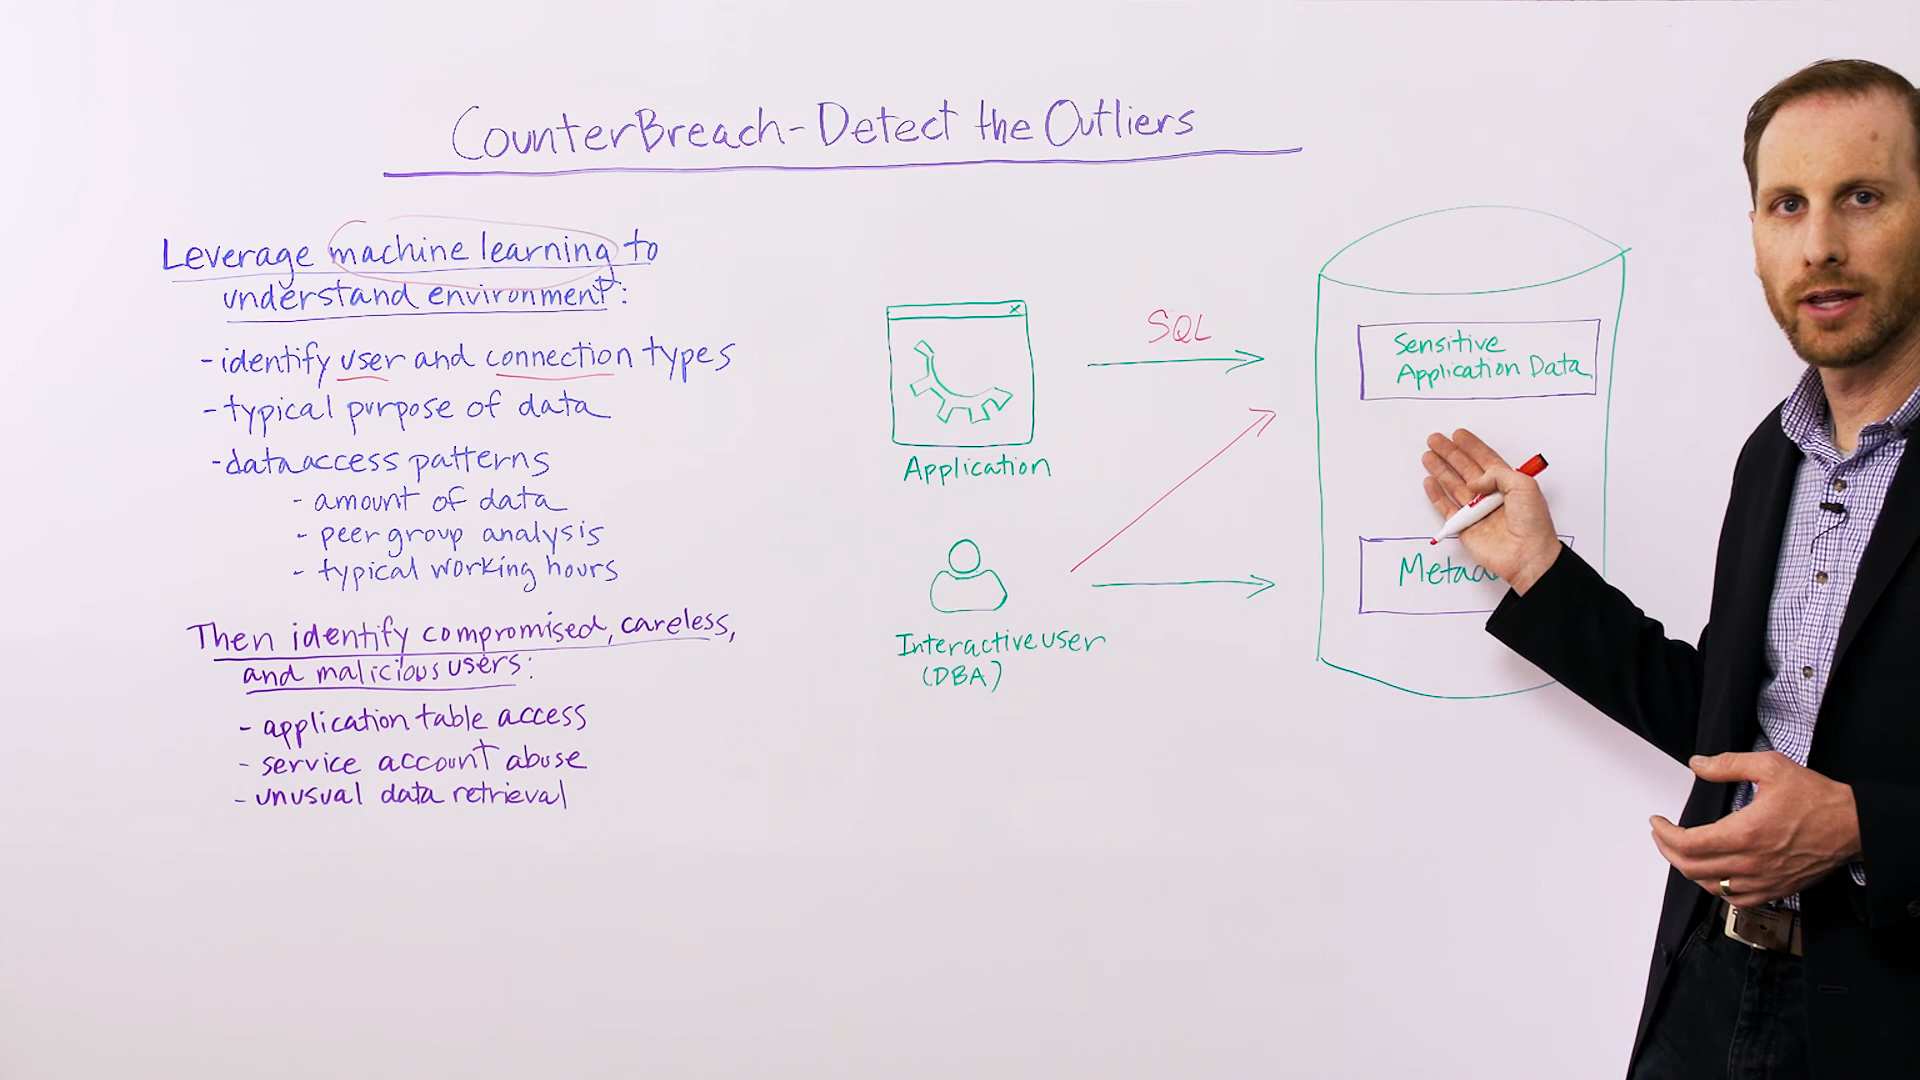 CounterBreach-Detect the Outliers
Leverage machine learning to
understand environment:
- identify user and connection types
- typical purpose of data
- data access patterns
- amount of data
- peer group analysis
- typical working hours
Then identify compromised, careless,
and malicious users:
- application table access
- service account abuse
- unusual data retrieval
Application
Interactive user
(DBA)
SQL
Sensitive
Application Data